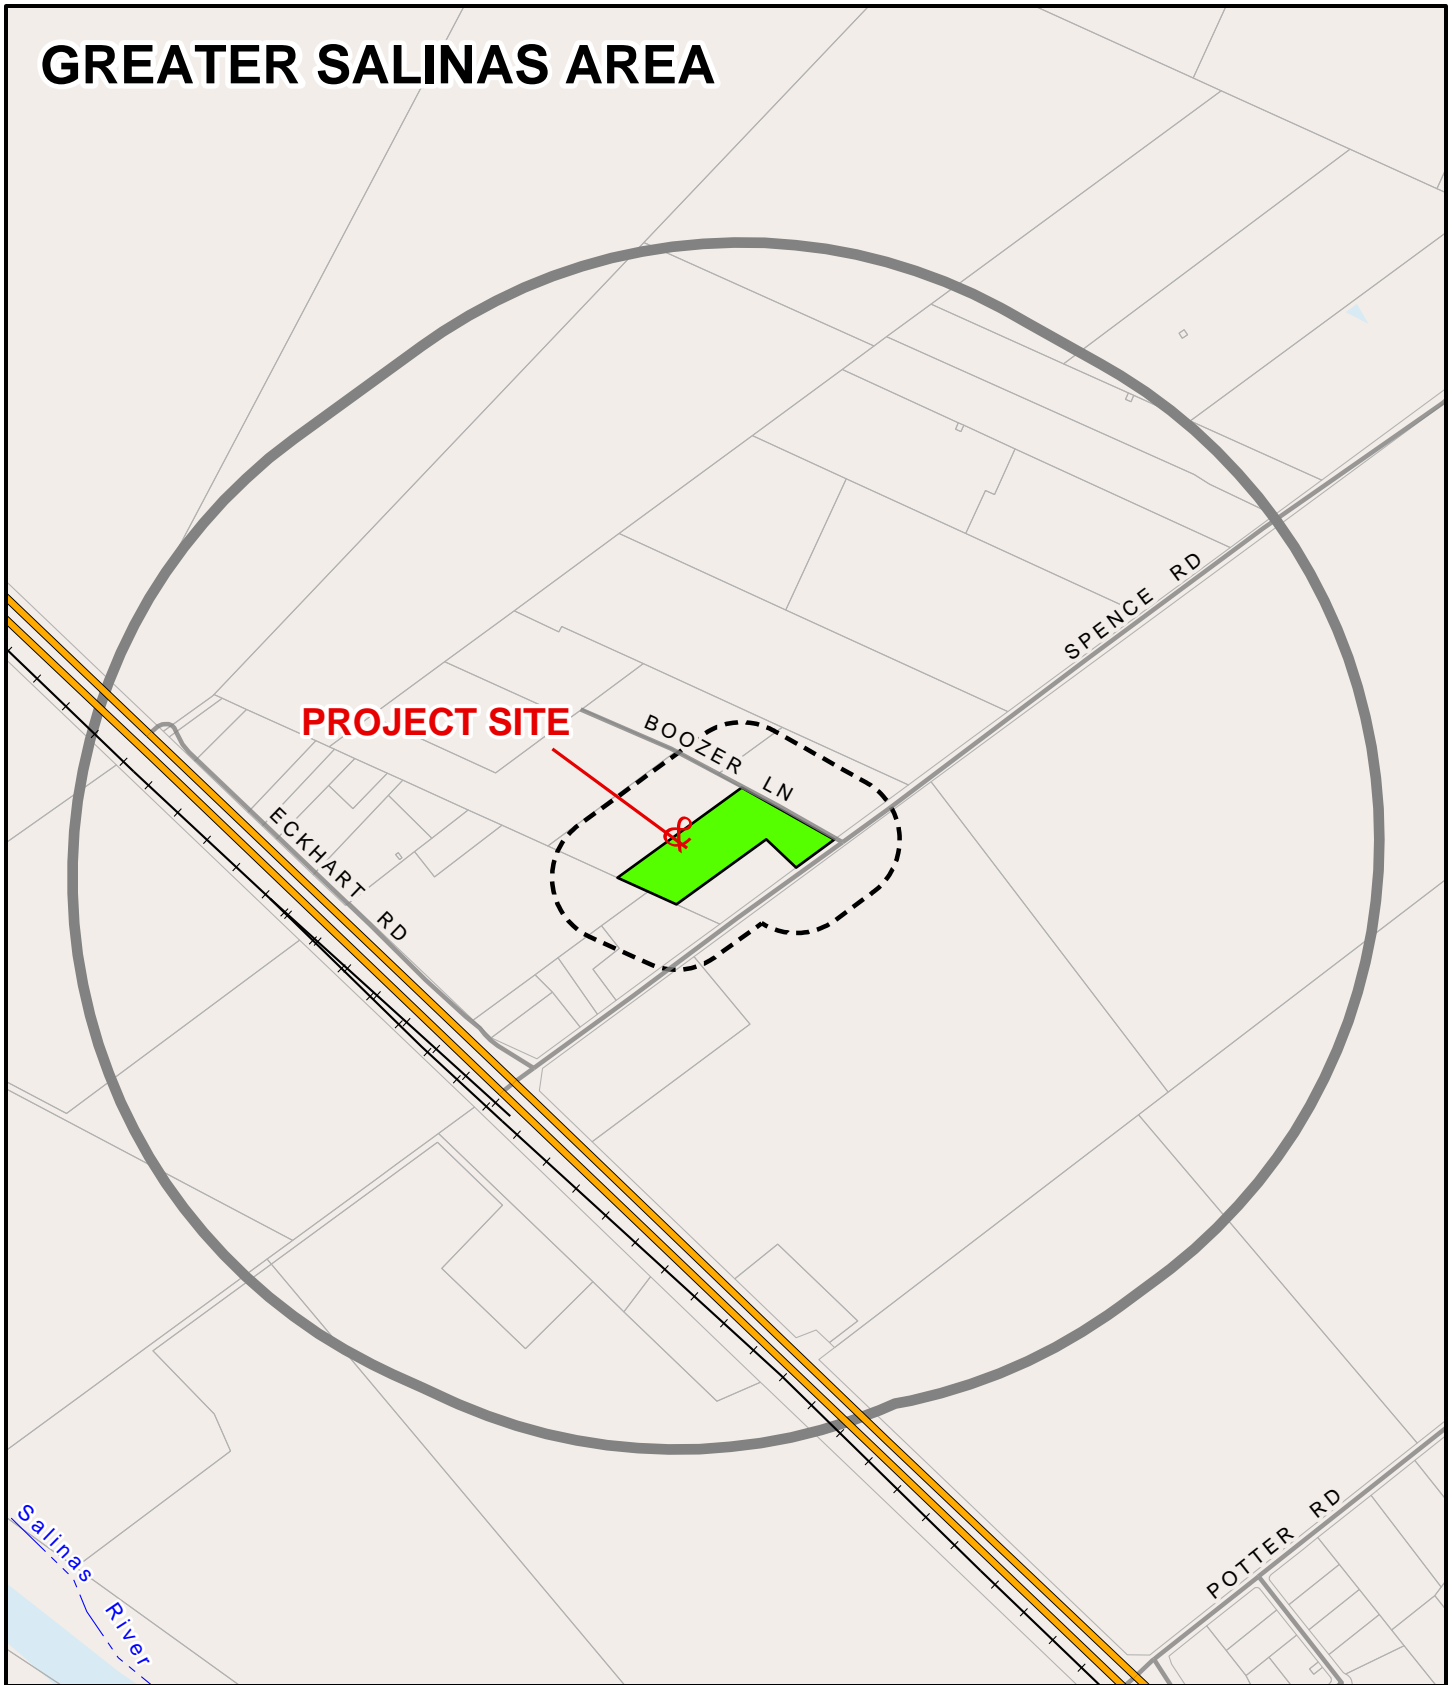 GREATER SALINAS AREA
SPENCE RD
PROJECT SITE
BOOZER LN
ECKHART RD
POTTER RD
Salinas River